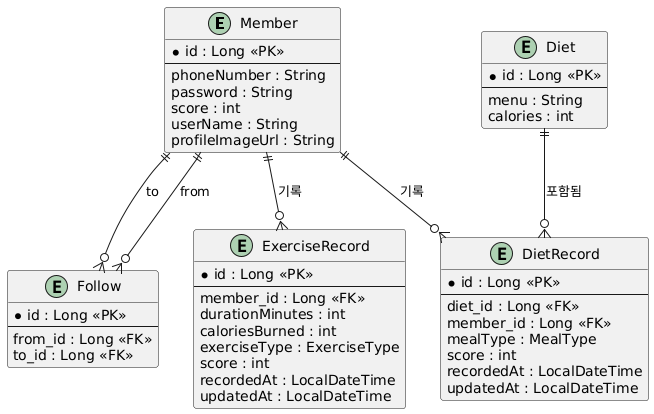 E Member
* id : Long «PK»
phoneNumber : String
password : String
score : int
userName : String
profileImageUrl : String
E Diet
* id : Long «PK»
menu : String
calories : int
to
from
기록
기록
포함됨
E Follow
* id : Long «PK»
from_id : Long «FK»
to_id : Long «FK»
E ExerciseRecord
* id : Long «PK»
member_id : Long «FK»
durationMinutes : int
caloriesBurned : int
exerciseType : ExerciseType
score : int
recordedAt : LocalDateTime
updatedAt : LocalDateTime
E DietRecord
* id : Long «PK»
diet_id : Long «FK»
member_id : Long «FK»
mealType : MealType
score : int
recordedAt : LocalDateTime
updatedAt : LocalDateTime